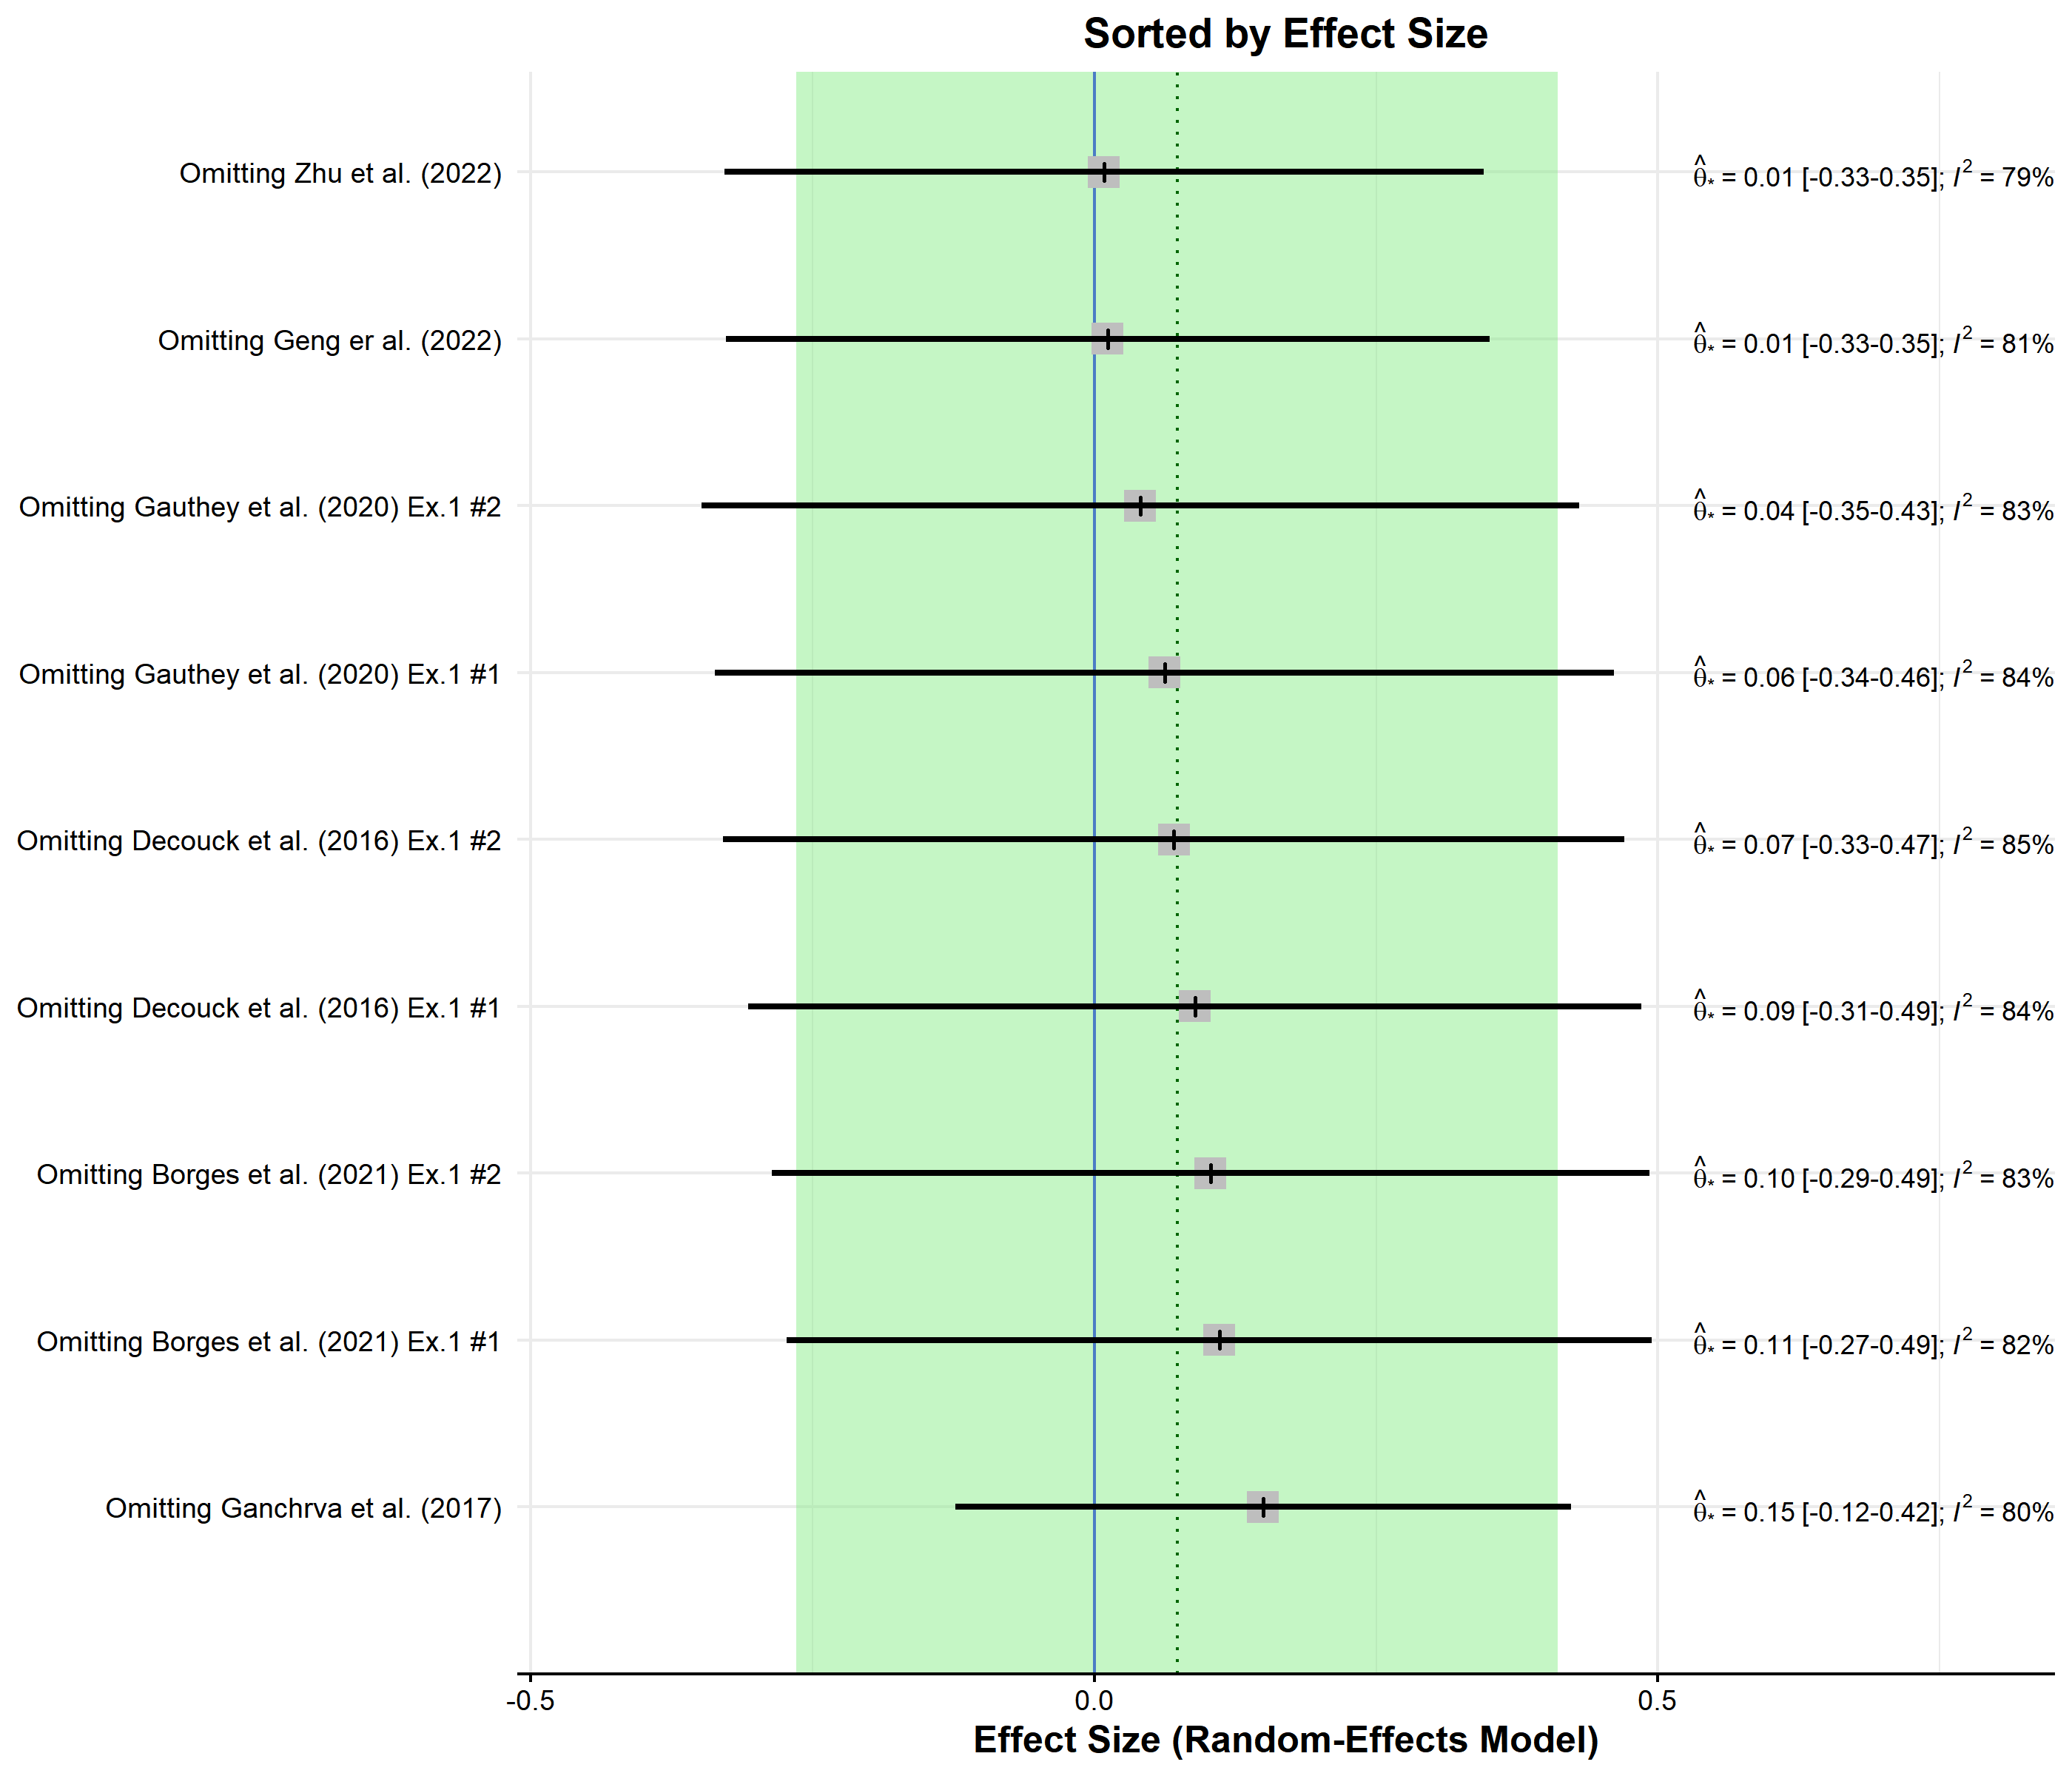 Sorted by Effect Size
Omitting Zhu et al. (2022) θ̂* = 0.01 [-0.33-0.35]; I² = 79%
Omitting Geng er al. (2022) θ̂* = 0.01 [-0.33-0.35]; I² = 81%
Omitting Gauthey et al. (2020) Ex.1 #2 θ̂* = 0.04 [-0.35-0.43]; I² = 83%
Omitting Gauthey et al. (2020) Ex.1 #1 θ̂* = 0.06 [-0.34-0.46]; I² = 84%
Omitting Decouck et al. (2016) Ex.1 #2 θ̂* = 0.07 [-0.33-0.47]; I² = 85%
Omitting Decouck et al. (2016) Ex.1 #1 θ̂* = 0.09 [-0.31-0.49]; I² = 84%
Omitting Borges et al. (2021) Ex.1 #2 θ̂* = 0.10 [-0.29-0.49]; I² = 83%
Omitting Borges et al. (2021) Ex.1 #1 θ̂* = 0.11 [-0.27-0.49]; I² = 82%
Omitting Ganchrva et al. (2017) θ̂* = 0.15 [-0.12-0.42]; I² = 80%
-0.5 0.0 0.5
Effect Size (Random-Effects Model)